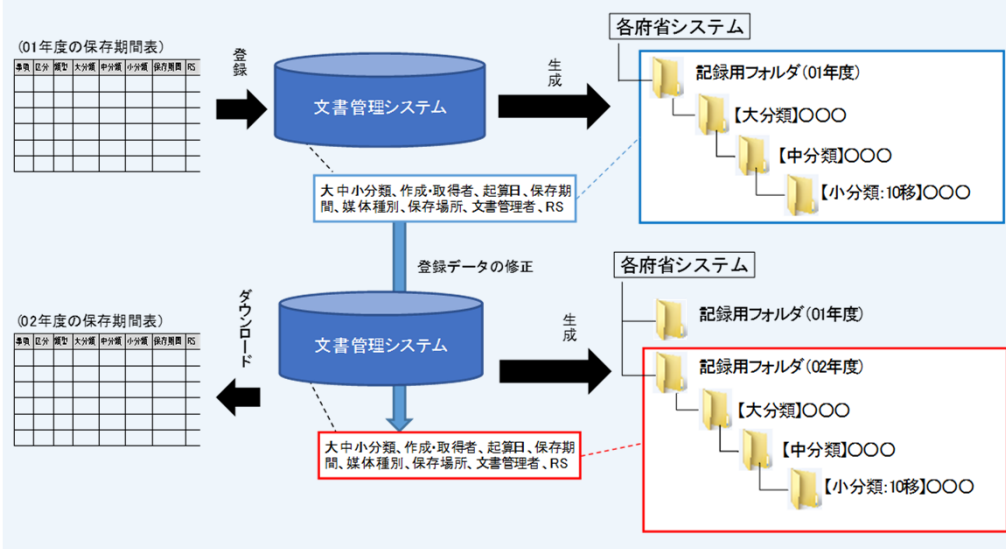 (01年度の保存期間表)
事項 区分 類型 大分類 中分類 小分類 保存期間 RS
登録
文書管理システム
生成
各府省システム
記録用フォルダ(01年度)
【大分類】〇〇〇
【中分類】〇〇〇
【小分類:10移】〇〇〇
大中小分類、作成・取得者、起算日、保存期
間、媒体種別、保存場所、文書管理者、RS
登録データの修正
(02年度の保存期間表)
事項 区分 類型 大分類 中分類 小分類 保存期間 RS
ダウンロード
文書管理システム
生成
各府省システム
記録用フォルダ(01年度)
記録用フォルダ(02年度)
【大分類】〇〇〇
【中分類】〇〇〇
【小分類:10移】〇〇〇
大中小分類、作成・取得者、起算日、保存期
間、媒体種別、保存場所、文書管理者、RS